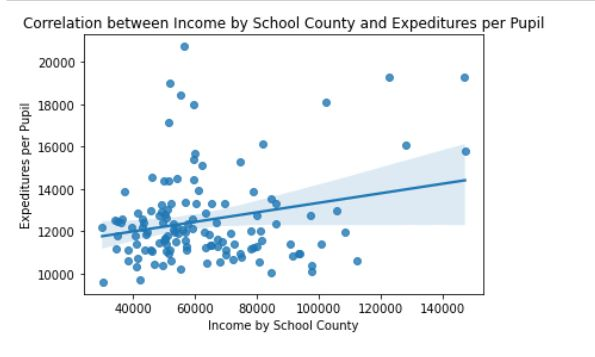 Correlation between Income by School County and Expeditures per Pupil
20000
18000
16000
14000
12000
10000
Expeditures per Pupil
40000 60000 80000 100000 120000 140000
Income by School County